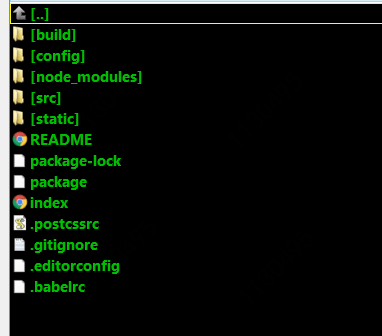 [..]
[build]
[config]
[node_modules]
[src]
[static]
README
package-lock
package
index
.postcssrc
.gitignore
.editorconfig
.babelrc